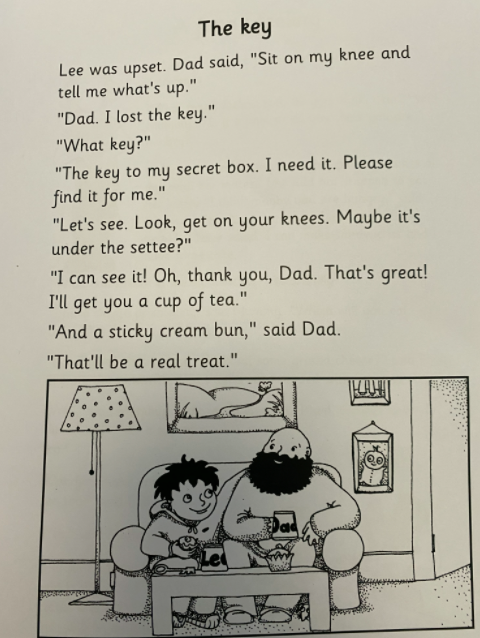 The key
Lee was upset. Dad said, "Sit on my knee and
tell me what's up."
"Dad. I lost the key."
"What key?"
"The key to my secret box. I need it. Please
find it for me."
"Let's see. Look, get on your knees. Maybe it's
under the settee?"
"I can see it! Oh, thank you, Dad. That's great!
I'll get you a cup of tea."
"And a sticky cream bun," said Dad.
"That'll be a real treat."
Dad
Lee